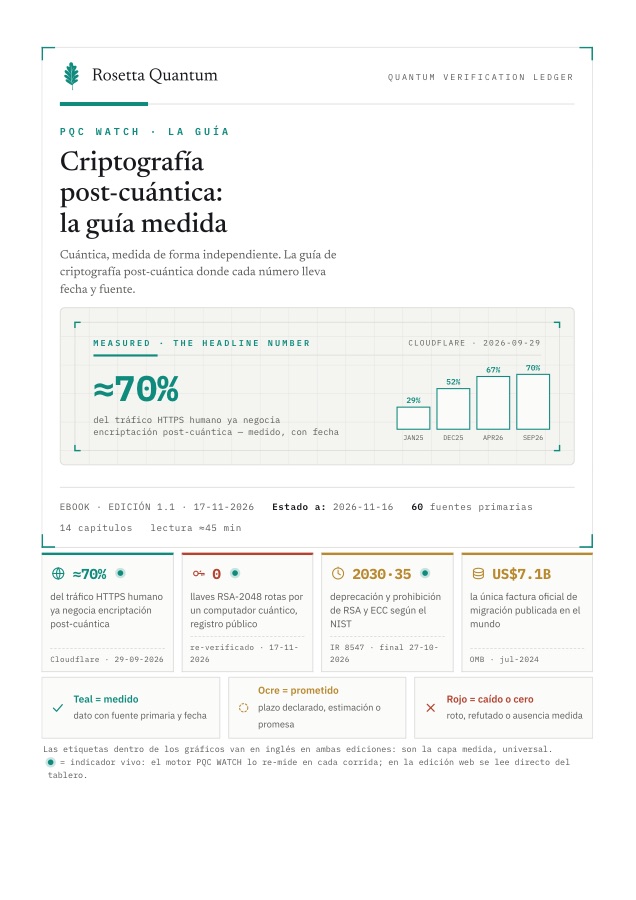 Rosetta Quantum
QUANTUM VERIFICATION LEDGER
PQC WATCH · LA GUÍA
Criptografía
post-cuántica:
la guía medida
Cuántica, medida de forma independiente. La guía de
criptografía post-cuántica donde cada número lleva
fecha y fuente.
MEASURED · THE HEADLINE NUMBER
CLOUDFLARE · 2026-09-29
≈70%
del tráfico HTTPS humano ya negocia
encriptación post-cuántica — medido, con fecha
29%
52%
67%
70%
JAN25
DEC25
APR26
SEP26
EBOOK · EDICIÓN 1.1 · 17-11-2026 Estado a: 2026-11-16 60 fuentes primarias
14 capítulos lectura ≈45 min
≈70%
del tráfico HTTPS humano
ya negocia encriptación
post-cuántica
Cloudflare · 29-09-2026
0
llaves RSA-2048 rotas por
un computador cuántico,
registro público
re-verificado · 17-11-
2026
2030·35
deprecación y prohibición
de RSA y ECC según el
NIST
IR 8547 · final 27-10-
2026
US$7.1B
la única factura oficial de
migración publicada en el
mundo
OMB · jul-2024
Teal = medido
dato con fuente primaria y fecha
Ocre = prometido
plazo declarado, estimación o
promesa
Rojo = caído o cero
roto, refutado o ausencia medida
Las etiquetas dentro de los gráficos van en inglés en ambas ediciones: son la capa medida, universal.
= indicador vivo: el motor PQC WATCH lo re-mide en cada corrida; en la edición web se lee directo del
tablero.